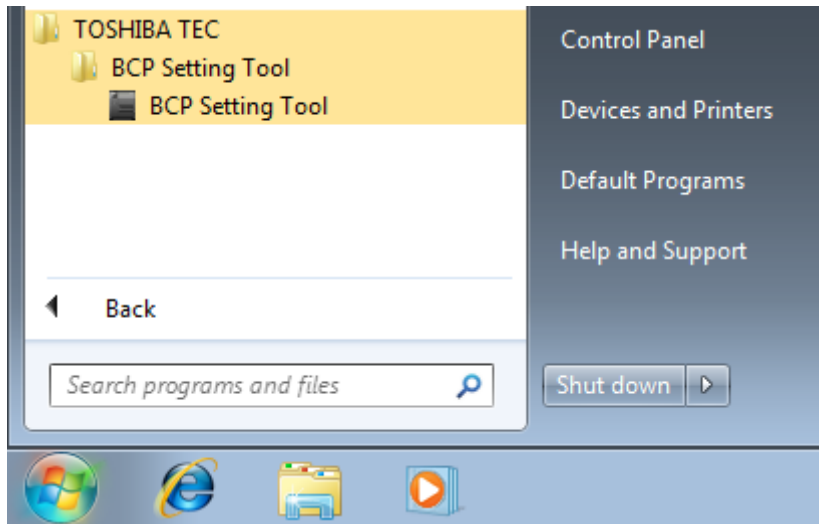 TOSHIBA TEC
BCP Setting Tool
BCP Setting Tool
Back
Search programs and files
Control Panel
Devices and Printers
Default Programs
Help and Support
Shut down